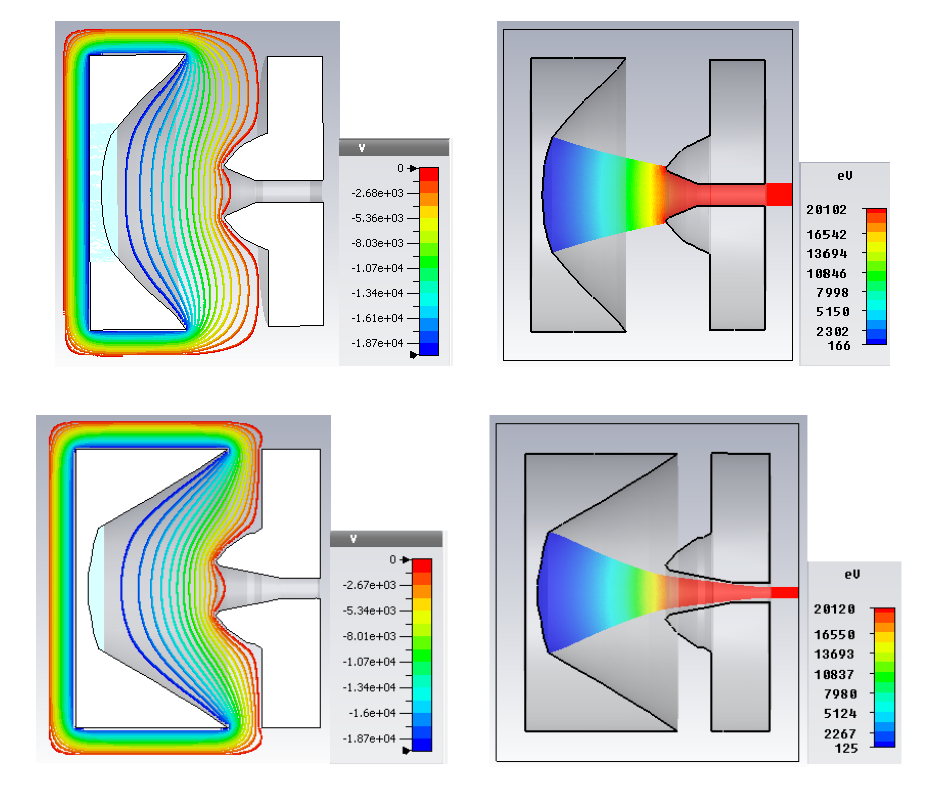 V
0
-2.68e+03
-5.36e+03
-8.03e+03
-1.07e+04
-1.34e+04
-1.61e+04
-1.87e+04
eV
20102
16542
13694
10846
7998
5150
2302
166
V
0
-2.67e+03
-5.34e+03
-8.01e+03
-1.07e+04
-1.34e+04
-1.6e+04
-1.87e+04
eV
20120
16550
13693
10837
7980
5124
2267
125